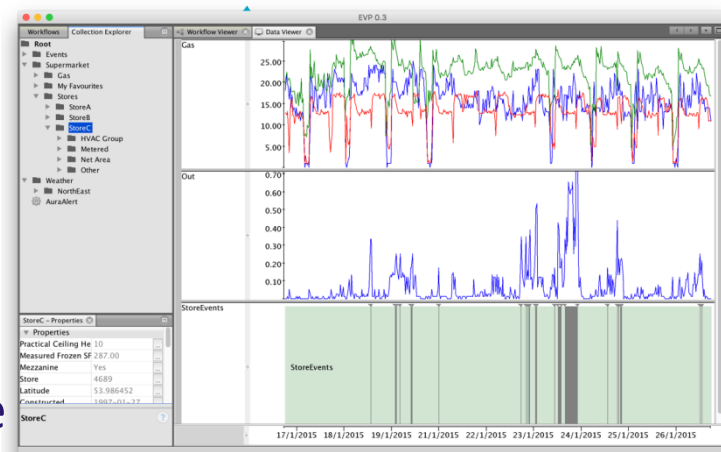 EVP 0.3
Workflows
Collection Explorer
Workflow Viewer
Data Viewer
Root
Events
Supermarket
Gas
My Favourites
Stores
StoreA
StoreB
StoreC
HVAC Group
Metered
Net Area
Other
Weather
NorthEast
AuraAlert
StoreC – Properties
Properties
Practical Ceiling He 10
Measured Frozen SF 287.00
Mezzanine Yes
Store 4689
Latitude 53.986452
Constructed 1997-01-27
StoreC
?
e
Gas
25.00
20.00
15.00
10.00
5.00
Out
0.70
0.60
0.50
0.40
0.30
0.20
0.10
StoreEvents
StoreEvents
17/1/2015 18/1/2015 19/1/2015 21/1/2015 22/1/2015 23/1/2015 24/1/2015 25/1/2015 26/1/2015